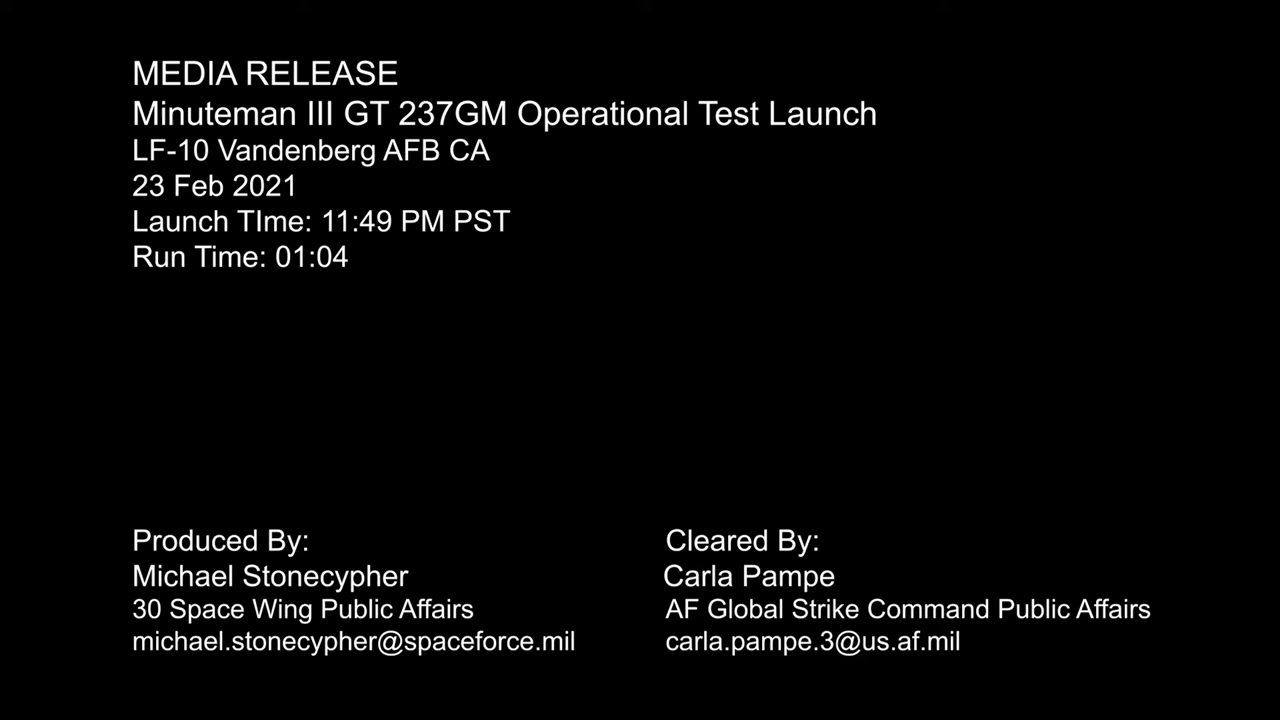 MEDIA RELEASE
Minuteman III GT 237GM Operational Test Launch
LF-10 Vandenberg AFB CA
23 Feb 2021
Launch TIme: 11:49 PM PST
Run Time: 01:04
Produced By:
Michael Stonecypher
30 Space Wing Public Affairs
michael.stonecypher@spaceforce.mil
Cleared By:
Carla Pampe
AF Global Strike Command Public Affairs
carla.pampe.3@us.af.mil